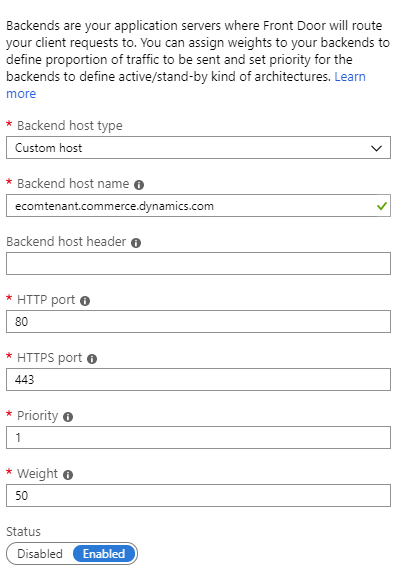 Backends are your application servers where Front Door will route
your client requests to. You can assign weights to your backends to
define proportion of traffic to be sent and set priority for the
backends to define active/stand-by kind of architectures. Learn
more
* Backend host type
Custom host
* Backend host name
ecomtenant.commerce.dynamics.com
Backend host header
* HTTP port
80
* HTTPS port
443
* Priority
1
* Weight
50
Status
Disabled Enabled